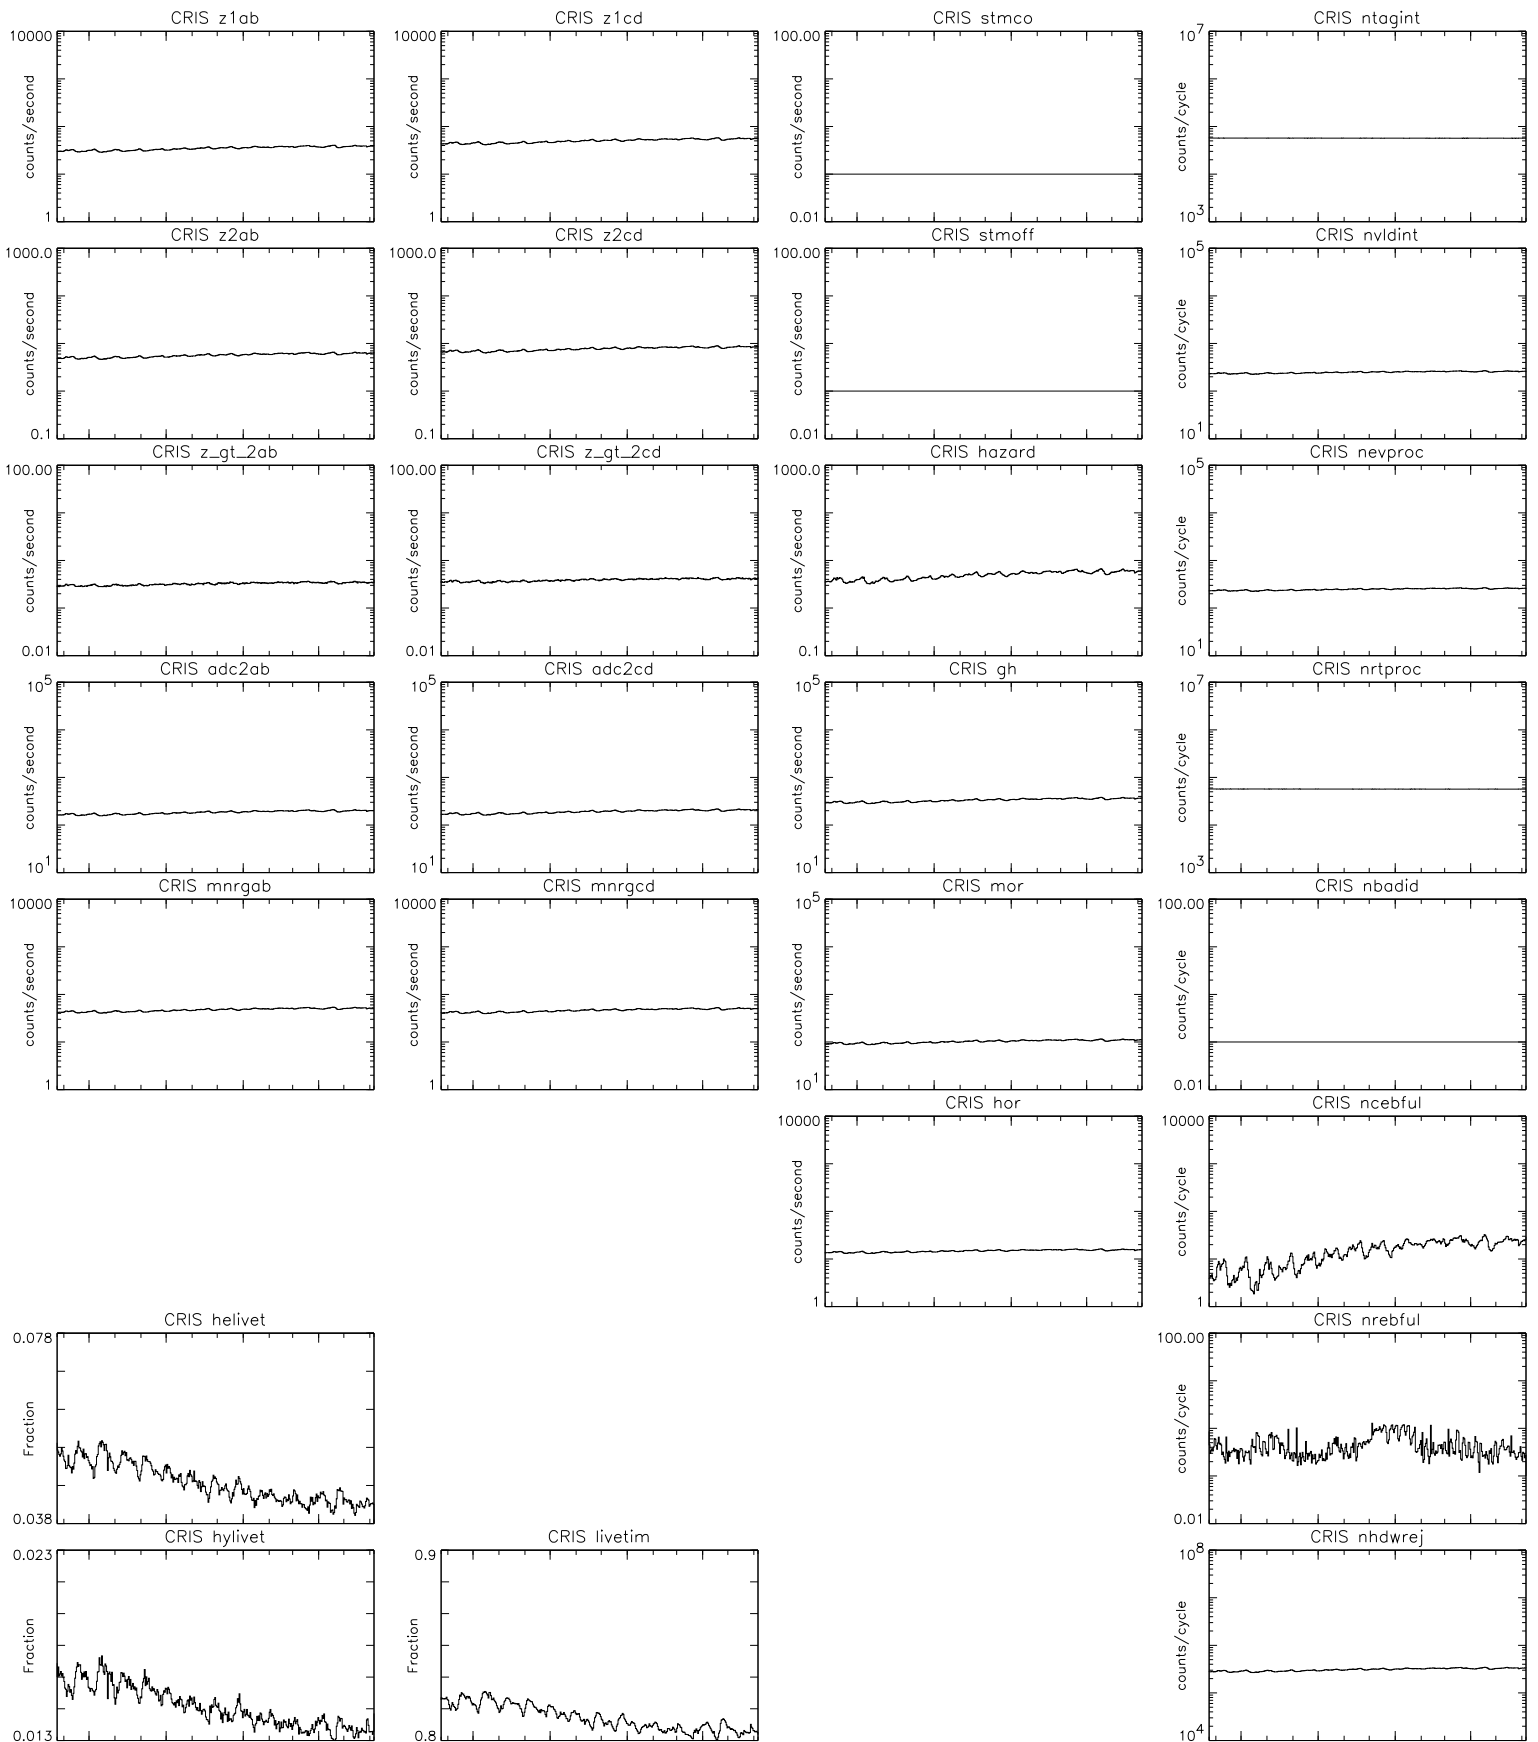 CRIS z1ab
10000
counts/second
1
CRIS z1cd
10000
counts/second
1
CRIS stmco
100.00
counts/second
0.01
CRIS ntagint
10^7
counts/cycle
10^3
CRIS z2ab
1000.0
counts/second
0.1
CRIS z2cd
1000.0
counts/second
0.1
CRIS stmoff
100.00
counts/second
0.01
CRIS nvldint
10^5
counts/cycle
10^1
CRIS z_gt_2ab
100.00
counts/second
0.01
CRIS z_gt_2cd
100.00
counts/second
0.01
CRIS hazard
1000.0
counts/second
0.1
CRIS nevproc
10^5
counts/cycle
10^1
CRIS adc2ab
10^5
counts/second
10^1
CRIS adc2cd
10^5
counts/second
10^1
CRIS gh
10^5
counts/second
10^1
CRIS nrtproc
10^7
counts/cycle
10^3
CRIS mnrgab
10000
counts/second
1
CRIS mnrgcd
10000
counts/second
1
CRIS mor
10^5
counts/second
10^1
CRIS nbadid
100.00
counts/cycle
0.01
CRIS hor
10000
counts/second
1
CRIS ncebful
10000
counts/cycle
1
CRIS helivet
0.078
Fraction
0.038
CRIS nrebful
100.00
counts/cycle
0.01
CRIS hylivet
0.023
Fraction
0.013
CRIS livetim
0.9
Fraction
0.8
CRIS nhdwrej
10^8
counts/cycle
10^4